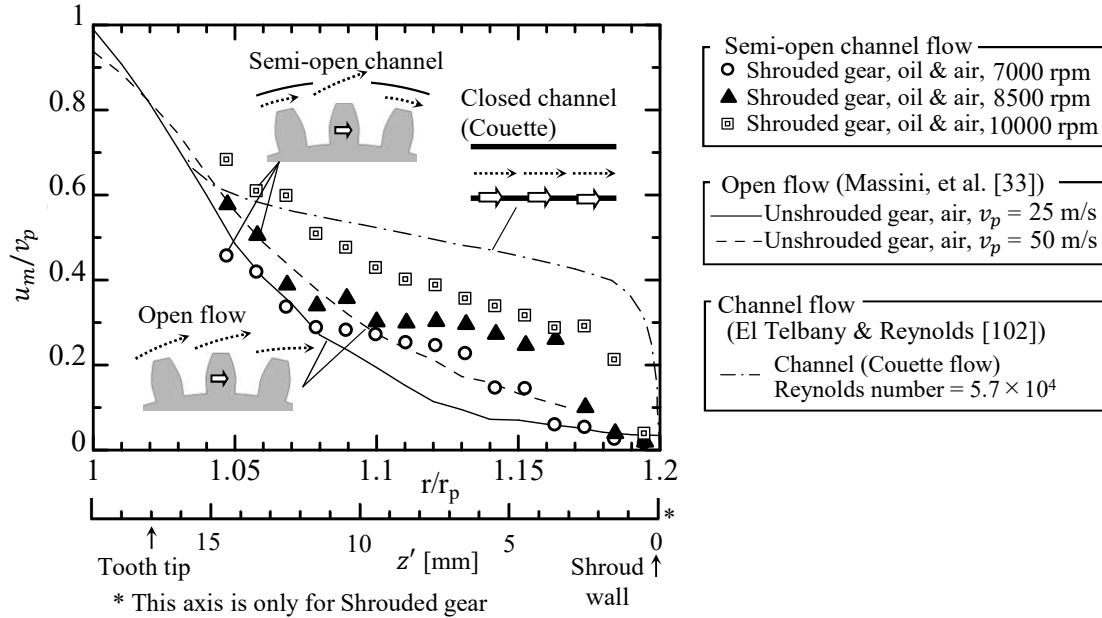 1
0.8
0.6
0.4
0.2
0
u_m/v_p
Semi-open channel
Closed channel
(Couette)
Open flow
1
1.05
1.1
1.15
1.2
r/r_p
15
10
5
0
*
z′ [mm]
Tooth tip
Shroud
wall
* This axis is only for Shrouded gear
Semi-open channel flow
Shrouded gear, oil & air, 7000 rpm
Shrouded gear, oil & air, 8500 rpm
Shrouded gear, oil & air, 10000 rpm
Open flow (Massini, et al. [33])
Unshrouded gear, air, v_p = 25 m/s
Unshrouded gear, air, v_p = 50 m/s
Channel flow
(El Telbany & Reynolds [102])
Channel (Couette flow)
Reynolds number = 5.7 × 10⁴